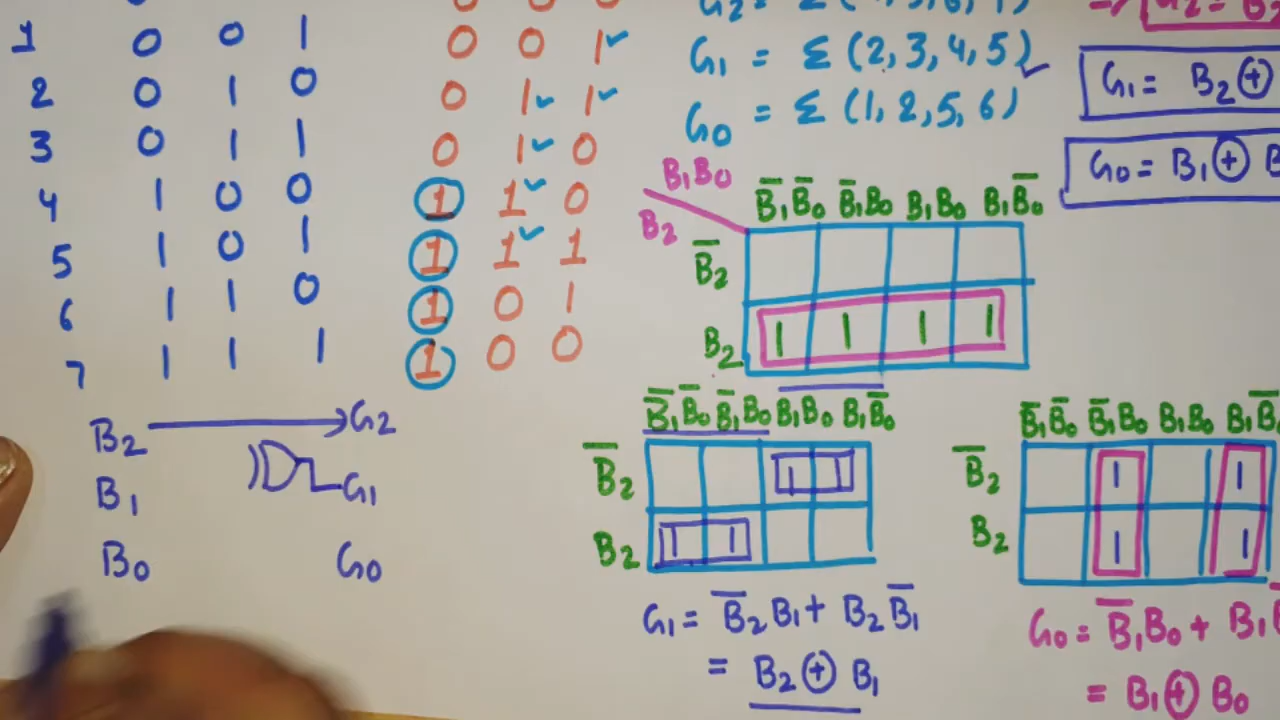 1 0 0 1 0 0 1✓
2 0 1 0 0 1✓ 1✓
3 0 1 1 0 1✓ 0
4 1 0 0 1 1✓ 0
5 1 0 1 1 1✓ 1
6 1 1 0 1 0 1
7 1 1 1 1 0 0
B₂ → G₂
B₁ G₁
B₀ G₀
G₁ = Σ (2, 3, 4, 5) ✓
G₀ = Σ (1, 2, 5, 6)
G₁ = B₂ ⊕
G₀ = B₁ ⊕ B
B₁B₀
B₂
B̅₁B̅₀ B̅₁B₀ B₁B₀ B₁B̅₀
B̅₂
B₂ 1 1 1 1
B̅₁B̅₀ B̅₁B₀ B₁B₀ B₁B̅₀
B̅₂ 1 1
B₂ 1 1
G₁ = B̅₂B₁ + B₂B̅₁
= B₂ ⊕ B₁
B̅₁B̅₀ B̅₁B₀ B₁B₀ B₁B̅
B̅₂ 1 1
B₂ 1 1
G₀ = B̅₁B₀ + B₁
= B₁ ⊕ B₀